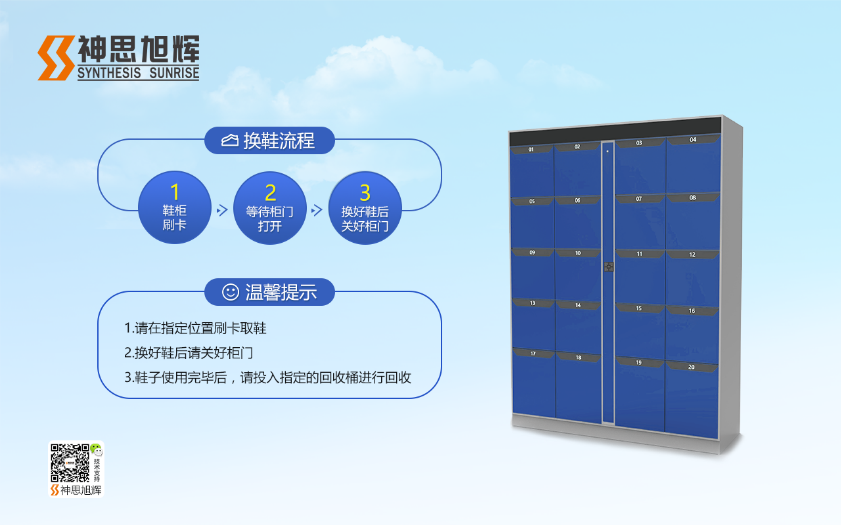 神思旭辉
SYNTHESIS SUNRISE
换鞋流程
1
鞋柜
刷卡
2
等待柜门
打开
3
换好鞋后
关好柜门
温馨提示
1.请在指定位置刷卡取鞋
2.换好鞋后请关好柜门
3.鞋子使用完毕后，请投入指定的回收桶进行回收
01 02 03 04
05 06 07 08
09 10 11 12
13 14 15 16
17 18 19 20
技术支持
神思旭辉